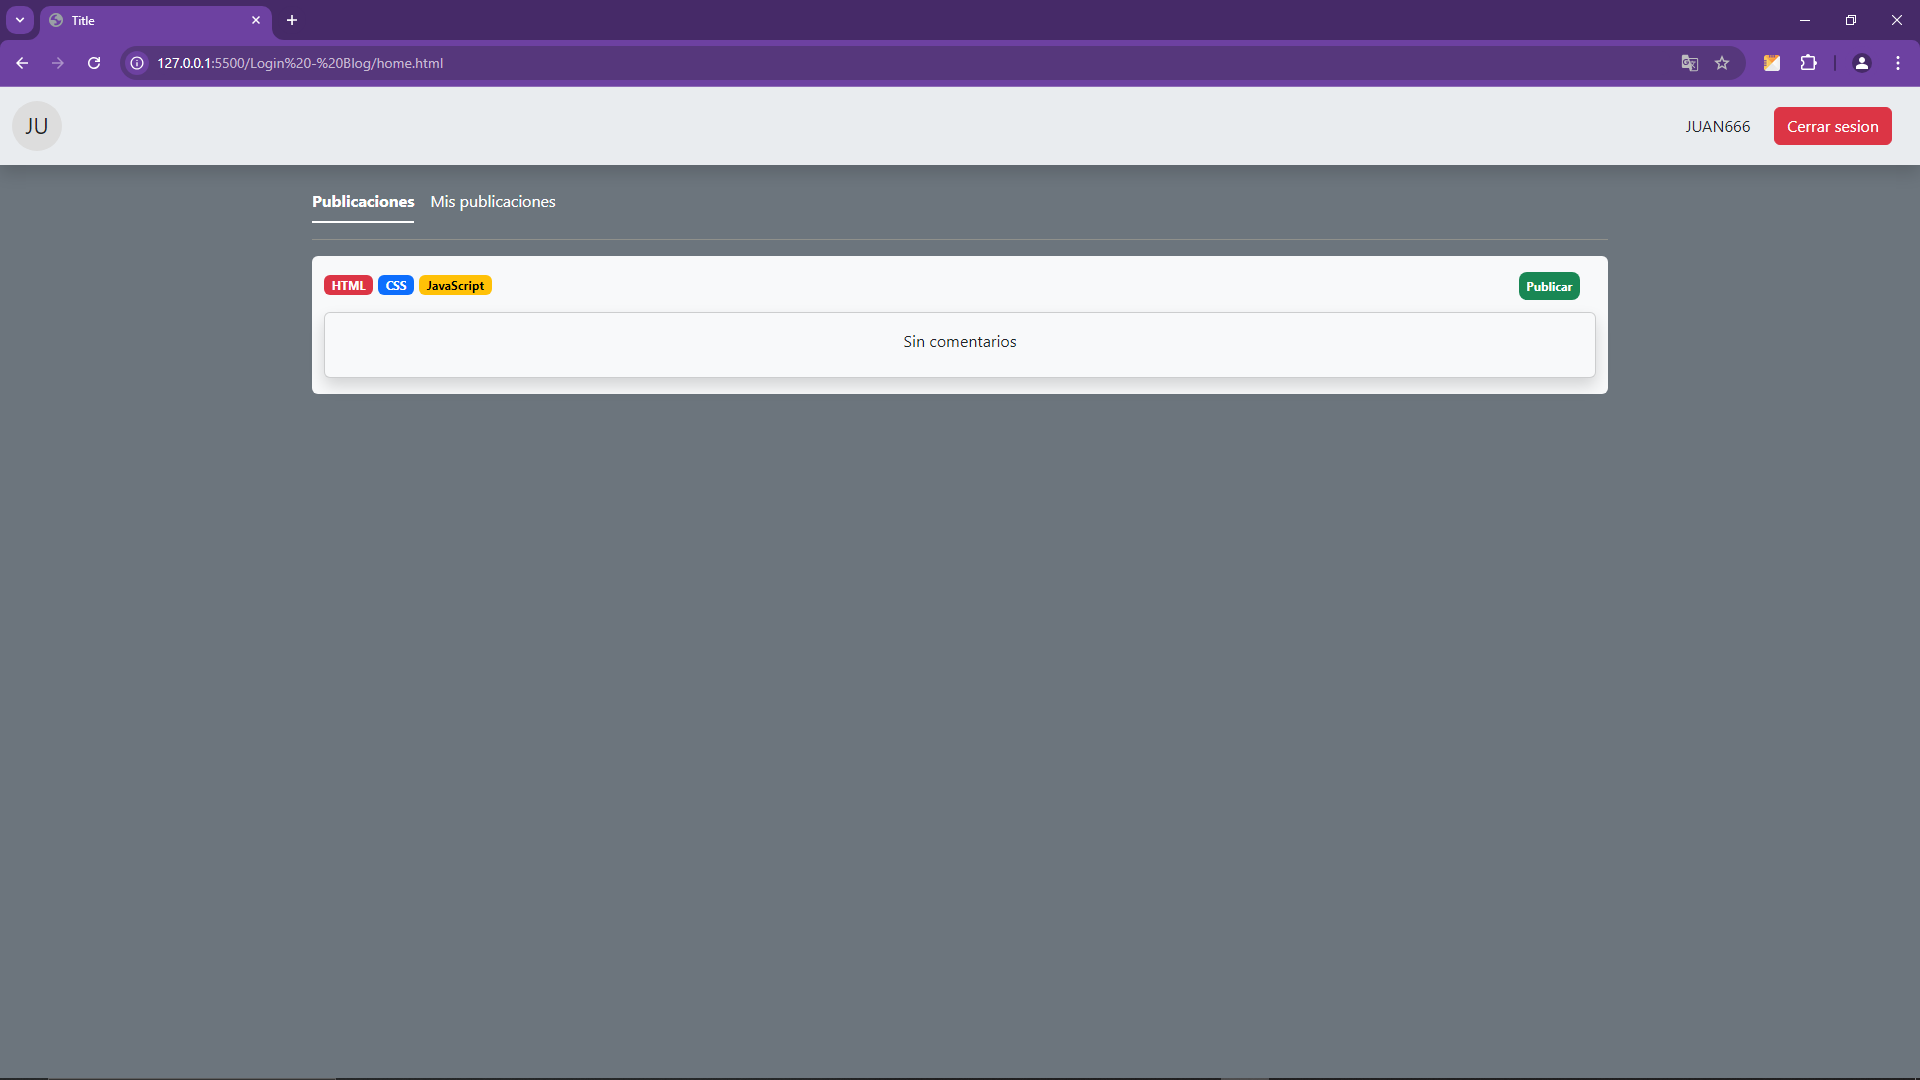 Title
127.0.0.1:5500/Login%20-%20Blog/home.html
JU
JUAN666
Cerrar sesion
Publicaciones Mis publicaciones
HTML CSS JavaScript
Publicar
Sin comentarios